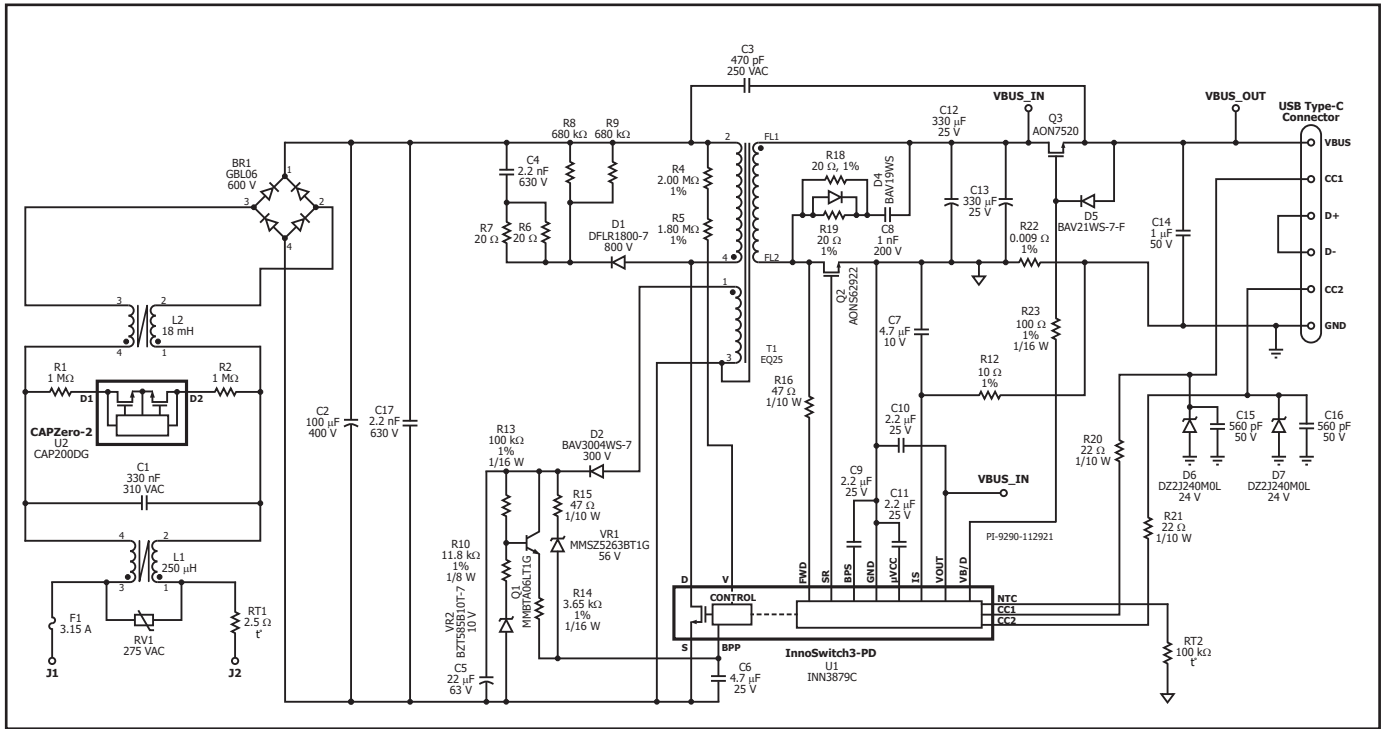 C3
470 pF
250 VAC
VBUS_IN
VBUS_OUT
USB Type-C
Connector
C12
330 µF
25 V
Q3
AON7520
R8
680 kΩ
R9
680 kΩ
2
FL1
VBUS
BR1
GBL06
600 V
1
2
3
4
C4
2.2 nF
630 V
R4
2.00 MΩ
1%
R18
20 Ω, 1%
D4
BAV19WS
C13
330 µF
25 V
CC1
R7
20 Ω
R6
20 Ω
D1
DFLR1800-7
800 V
R5
1.80 MΩ
1%
R19
20 Ω
1%
C8
1 nF
200 V
R22
0.009 Ω
1%
D5
BAV21WS-7-F
C14
1 µF
50 V
D+
D-
4
FL2
CC2
3
2
L2
18 mH
4
1
1
Q2
AONS62922
C7
4.7 µF
10 V
R23
100 Ω
1%
1/16 W
GND
3
T1
EQ25
R1
1 MΩ
R2
1 MΩ
D1
D2
CAPZero-2
U2
CAP200DG
R16
47 Ω
1/10 W
R12
10 Ω
1%
C2
100 µF
400 V
C17
2.2 nF
630 V
R13
100 kΩ
1%
1/16 W
D2
BAV3004WS-7
300 V
C10
2.2 µF
25 V
R20
22 Ω
1/10 W
C15
560 pF
50 V
C16
560 pF
50 V
D6
DZ2J240M0L
24 V
D7
DZ2J240M0L
24 V
C1
330 nF
310 VAC
R15
47 Ω
1/10 W
C9
2.2 µF
25 V
C11
2.2 µF
25 V
VBUS_IN
R21
22 Ω
1/10 W
PI-9290-112921
4
2
L1
250 µH
3
1
R10
11.8 kΩ
1%
1/8 W
Q1
MMBTA06LT1G
VR1
MMSZ5263BT1G
56 V
VR2
BZT585B10T-7
10 V
R14
3.65 kΩ
1%
1/16 W
D
V
FWD
SR
BPS
GND
µVCC
IS
VOUT
VB/D
CONTROL
NTC
CC1
CC2
F1
3.15 A
RV1
275 VAC
RT1
2.5 Ω
t°
J1
J2
S
BPP
InnoSwitch3-PD
U1
INN3879C
C5
22 µF
63 V
C6
4.7 µF
25 V
RT2
100 kΩ
t°